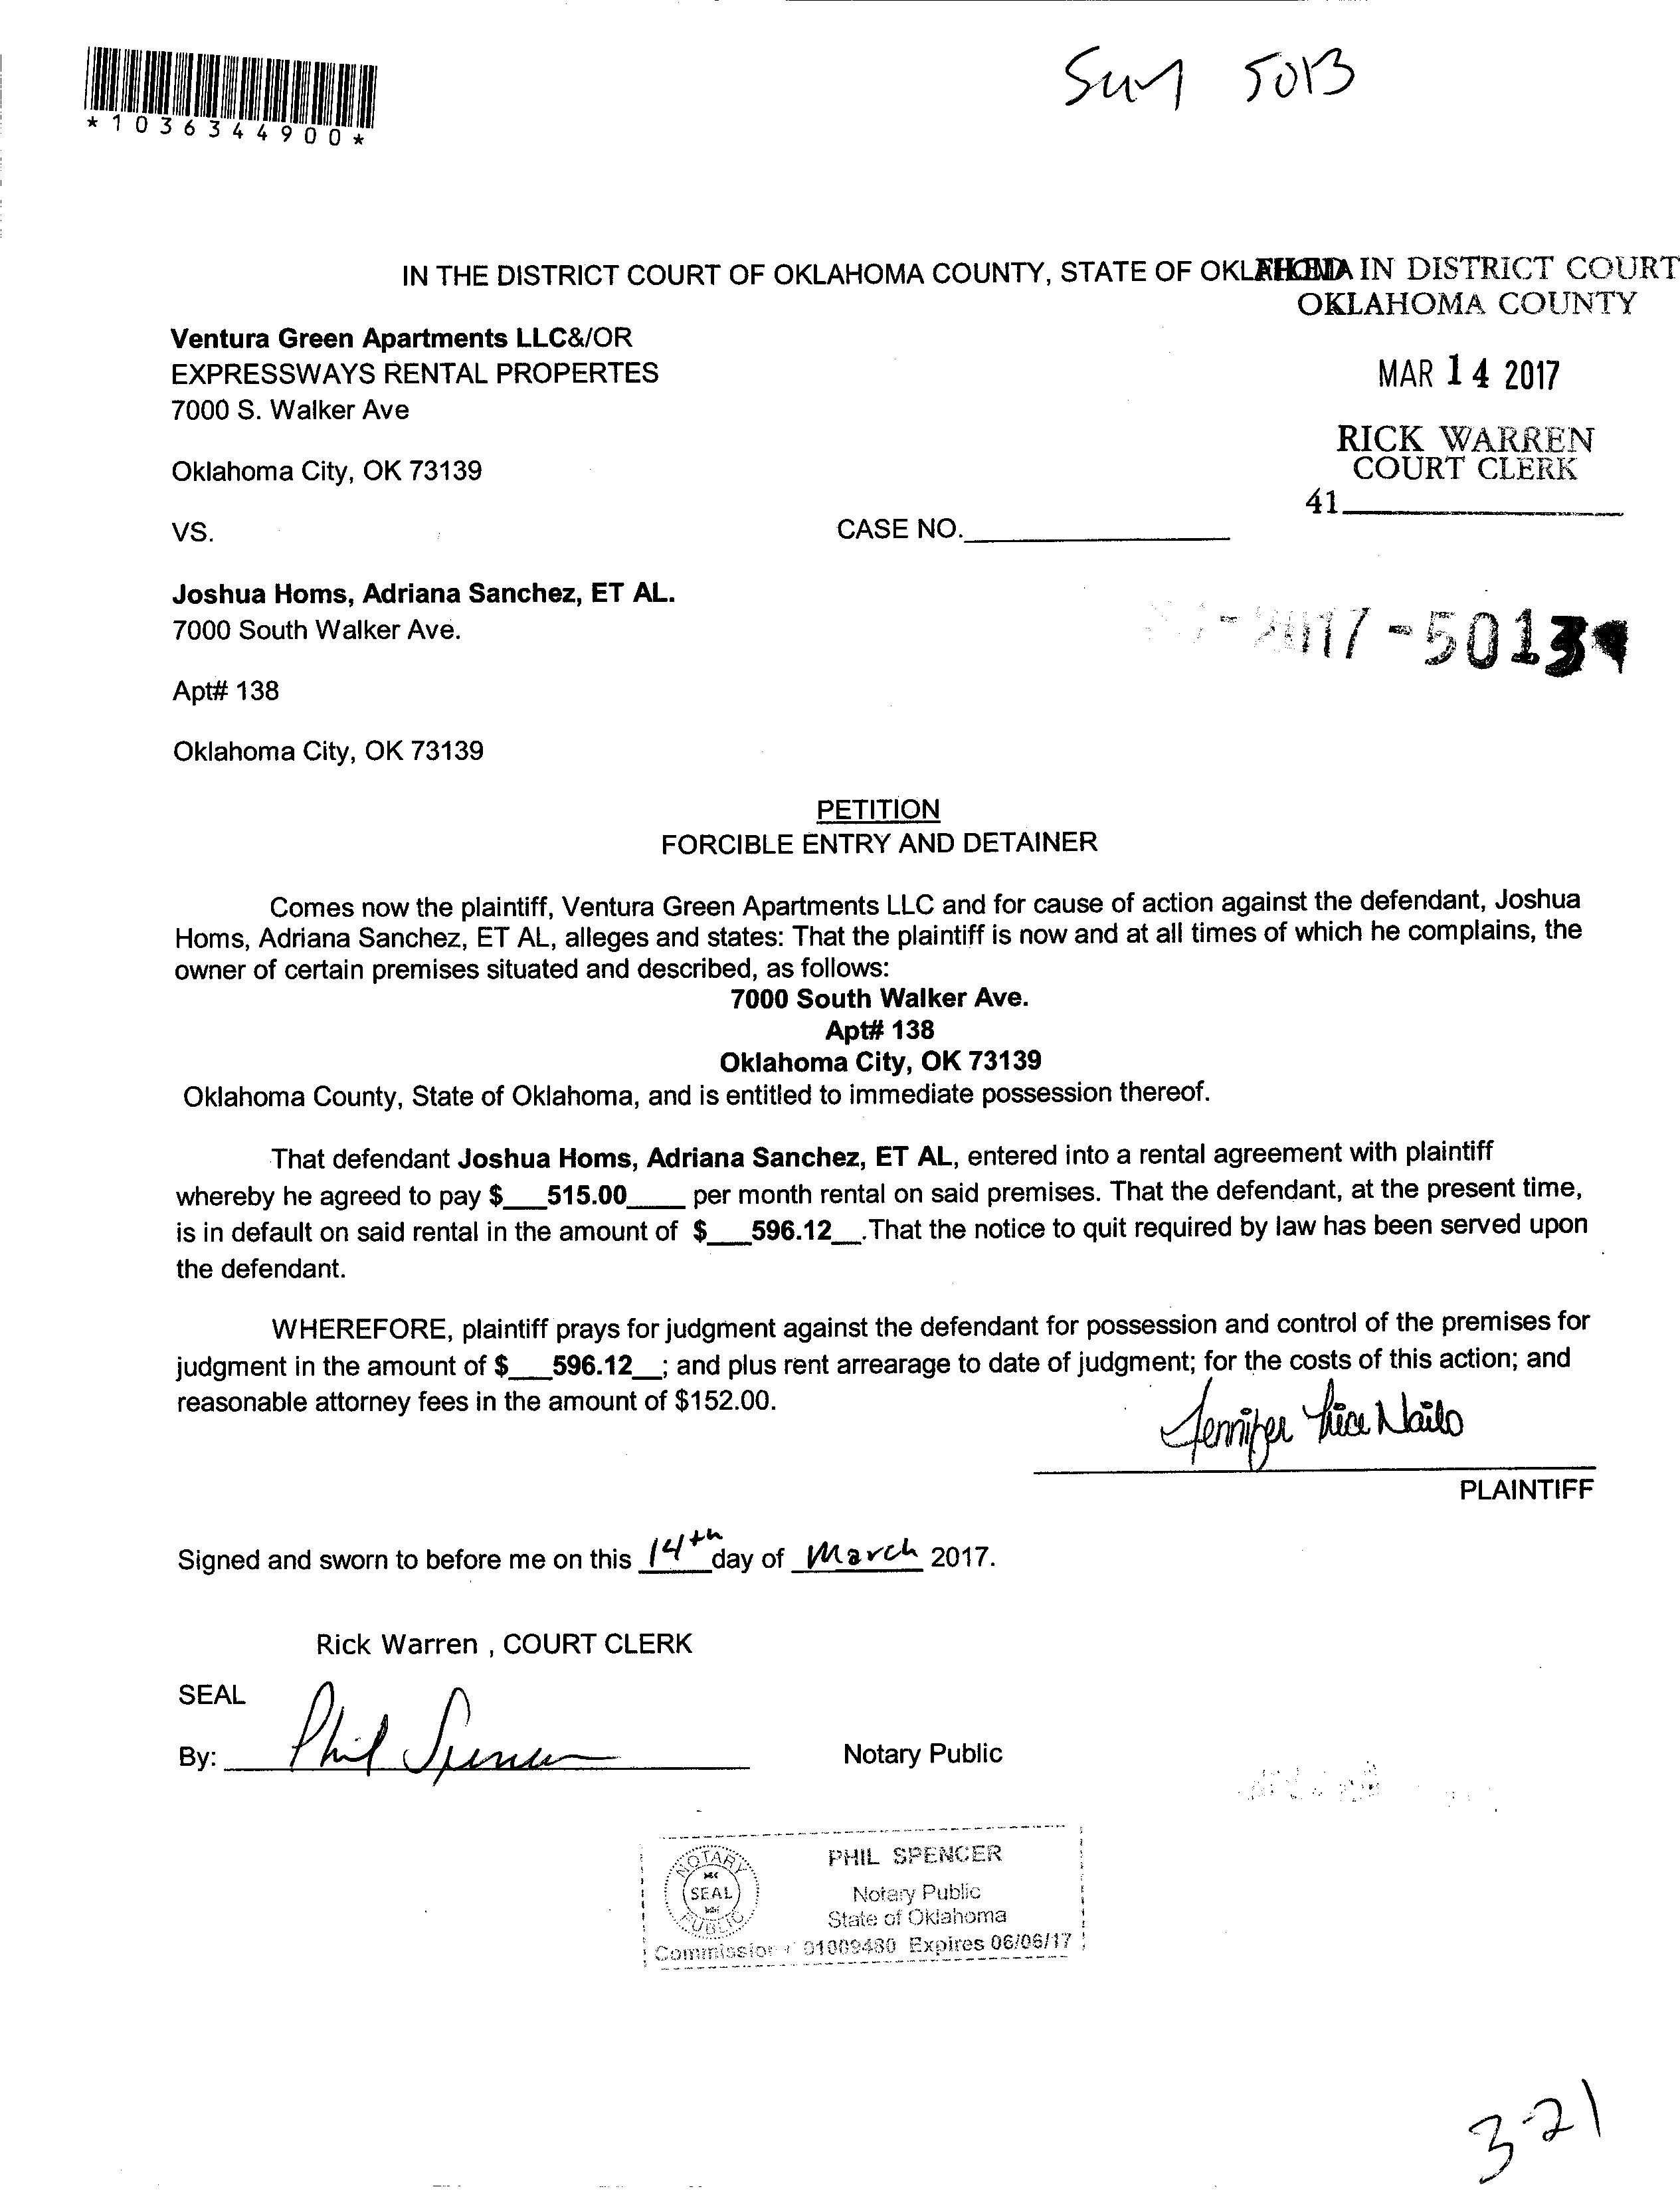 *1036344900*
5013
IN THE DISTRICT COURT OF OKLAHOMA COUNTY, STATE OF OKLAHOMA
FILED IN DISTRICT COURT
OKLAHOMA COUNTY
Ventura Green Apartments LLC&/OR
EXPRESSWAYS RENTAL PROPERTES
MAR 14 2017
7000 S. Walker Ave
RICK WARREN
COURT CLERK
Oklahoma City, OK 73139
41
VS.
CASE NO.
Joshua Homs, Adriana Sanchez, ET AL.
7000 South Walker Ave.
-2017-5013
Apt# 138
Oklahoma City, OK 73139
PETITION
FORCIBLE ENTRY AND DETAINER
Comes now the plaintiff, Ventura Green Apartments LLC and for cause of action against the defendant, Joshua
Homs, Adriana Sanchez, ET AL, alleges and states: That the plaintiff is now and at all times of which he complains, the
owner of certain premises situated and described, as follows:
7000 South Walker Ave.
Apt# 138
Oklahoma City, OK 73139
Oklahoma County, State of Oklahoma, and is entitled to immediate possession thereof.
That defendant Joshua Homs, Adriana Sanchez, ET AL, entered into a rental agreement with plaintiff
whereby he agreed to pay $___515.00____ per month rental on said premises. That the defendant, at the present time,
is in default on said rental in the amount of $___596.12__.That the notice to quit required by law has been served upon
the defendant.
WHEREFORE, plaintiff prays for judgment against the defendant for possession and control of the premises for
judgment in the amount of $___596.12__; and plus rent arrearage to date of judgment; for the costs of this action; and
reasonable attorney fees in the amount of $152.00.
Jennifer
PLAINTIFF
Signed and sworn to before me on this 14th day of March 2017.
Rick Warren , COURT CLERK
SEAL
By: Phil Spencer
Notary Public
NOTARY
SEAL
PUBLIC
PHIL SPENCER
Notary Public
State of Oklahoma
Commission # 01009480 Expires 06/06/17
3-21